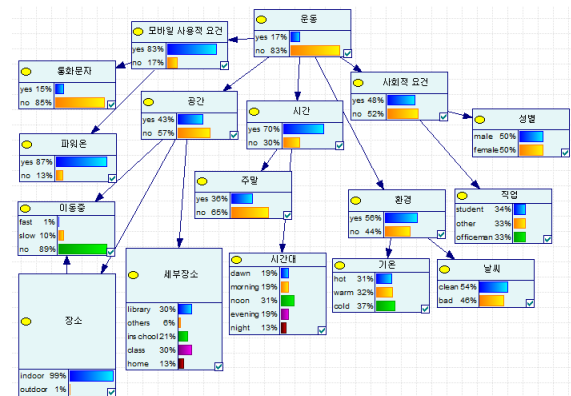 운동
yes 17%
no 83%
모바일 사용적 요건
yes 83%
no 17%
통화문자
yes 15%
no 85%
파워온
yes 87%
no 13%
공간
yes 43%
no 57%
시간
yes 70%
no 30%
사회적 요건
yes 48%
no 52%
성별
male 50%
female 50%
직업
student 34%
other 33%
officeman 33%
주말
yes 36%
no 65%
환경
yes 56%
no 44%
이동중
fast 1%
slow 10%
no 89%
장소
indoor 99%
outdoor 1%
세부장소
library 30%
others 6%
inschool 21%
class 30%
home 13%
시간대
dawn 19%
morning 19%
noon 31%
evening 19%
night 13%
기온
hot 31%
warm 32%
cold 37%
날씨
clean 54%
bad 46%